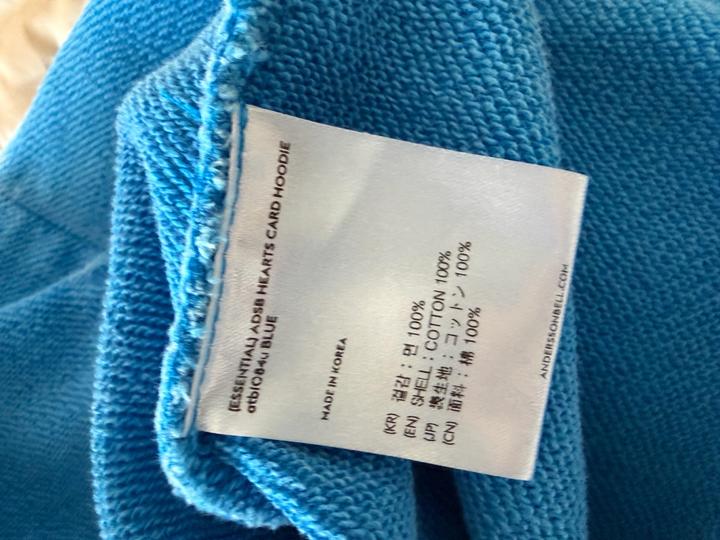 (ESSENTIAL) ADSB HEARTS CARD HOODIE
atb1084u BLUE
MADE IN KOREA
(KR) 겉감 : 면 100%
(EN) SHELL : COTTON 100%
(JP) 表生地 : コットン 100%
(CN) 面料 : 棉 100%
ANDERSSONBELL.COM